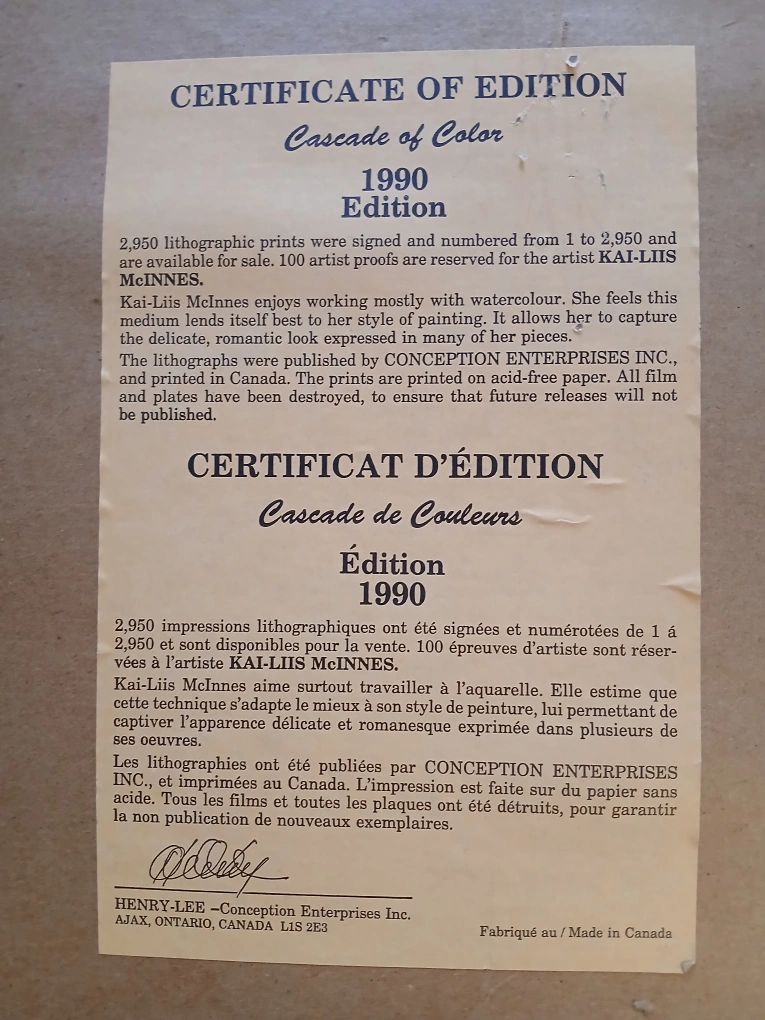 CERTIFICATE OF EDITION
Cascade of Color
1990
Edition
2,950 lithographic prints were signed and numbered from 1 to 2,950 and
are available for sale. 100 artist proofs are reserved for the artist KAI-LIIS
McINNES.
Kai-Liis McInnes enjoys working mostly with watercolour. She feels this
medium lends itself best to her style of painting. It allows her to capture
the delicate, romantic look expressed in many of her pieces.
The lithographs were published by CONCEPTION ENTERPRISES INC.,
and printed in Canada. The prints are printed on acid-free paper. All film
and plates have been destroyed, to ensure that future releases will not
be published.
CERTIFICAT D'ÉDITION
Cascade de Couleurs
Édition
1990
2,950 impressions lithographiques ont été signées et numérotées de 1 á
2,950 et sont disponibles pour la vente. 100 épreuves d'artiste sont réser-
vées à l'artiste KAI-LIIS McINNES.
Kai-Liis McInnes aime surtout travailler à l'aquarelle. Elle estime que
cette technique s'adapte le mieux à son style de peinture, lui permettant de
captiver l'apparence délicate et romanesque exprimée dans plusieurs de
ses oeuvres.
Les lithographies ont été publiées par CONCEPTION ENTERPRISES
INC., et imprimées au Canada. L'impression est faite sur du papier sans
acide. Tous les films et toutes les plaques ont été détruits, pour garantir
la non publication de nouveaux exemplaires.
HENRY-LEE –Conception Enterprises Inc.
AJAX, ONTARIO, CANADA L1S 2E3
Fabriqué au / Made in Canada